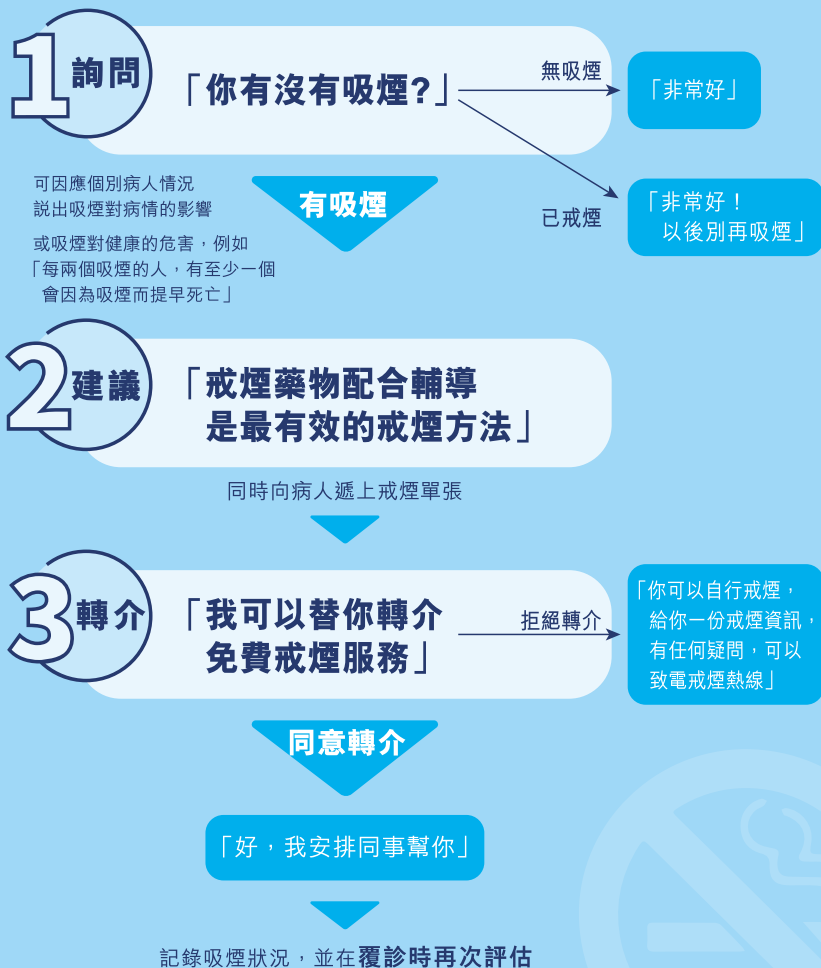 1 詢問
「你有沒有吸煙?」
無吸煙
「非常好」
已戒煙
「非常好！
以後別再吸煙」
有吸煙
可因應個別病人情況
說出吸煙對病情的影響
或吸煙對健康的危害，例如
「每兩個吸煙的人，有至少一個
會因為吸煙而提早死亡」
2 建議
「戒煙藥物配合輔導
是最有效的戒煙方法」
同時向病人遞上戒煙單張
3 轉介
「我可以替你轉介
免費戒煙服務」
拒絕轉介
「你可以自行戒煙，
給你一份戒煙資訊，
有任何疑問，可以
致電戒煙熱線」
同意轉介
「好，我安排同事幫你」
記錄吸煙狀況，並在覆診時再次評估